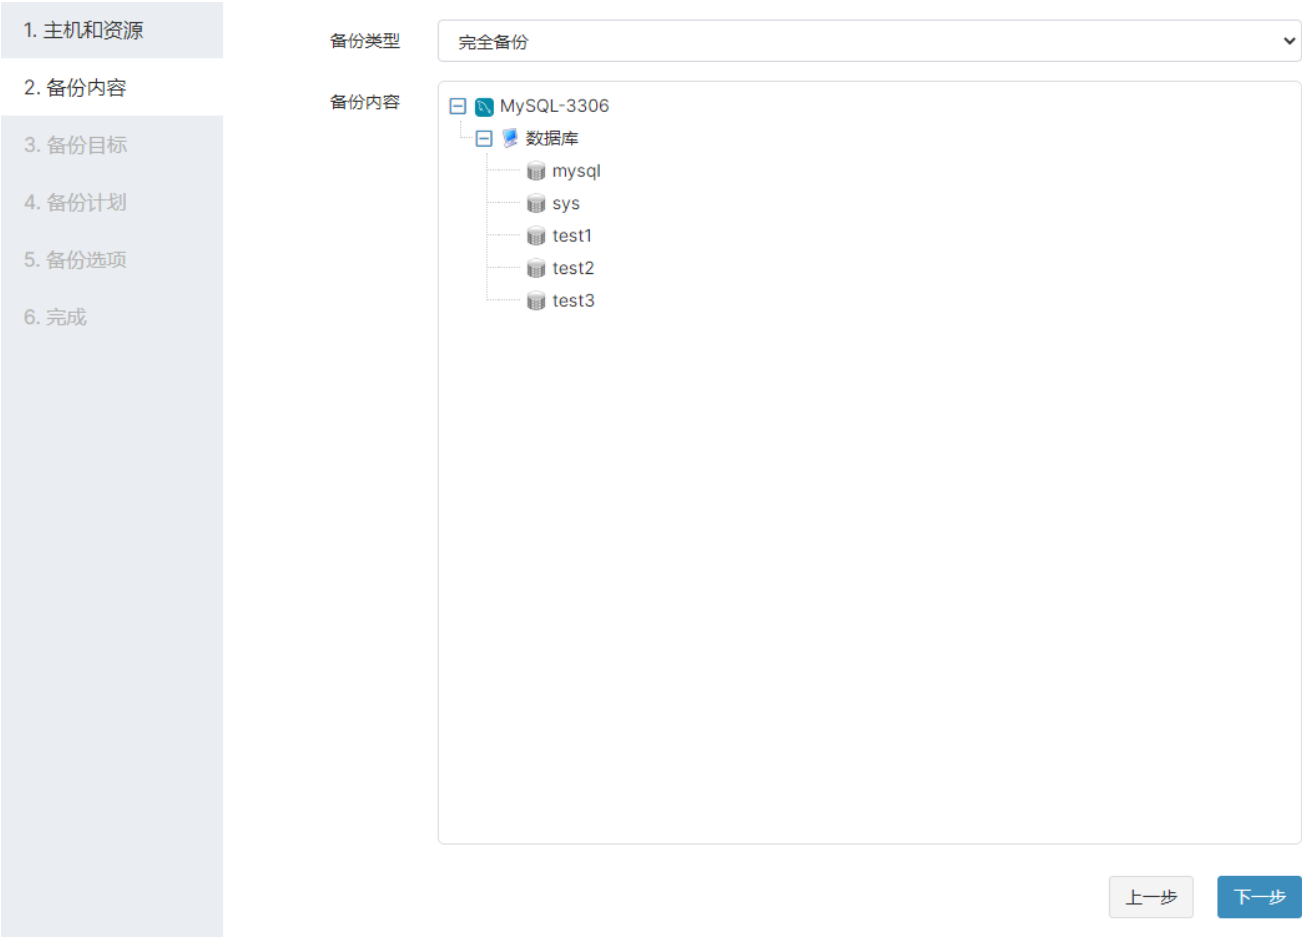 1. 主机和资源
2. 备份内容
3. 备份目标
4. 备份计划
5. 备份选项
6. 完成
备份类型
完全备份
备份内容
MySQL-3306
数据库
mysql
sys
test1
test2
test3
上一步
下一步